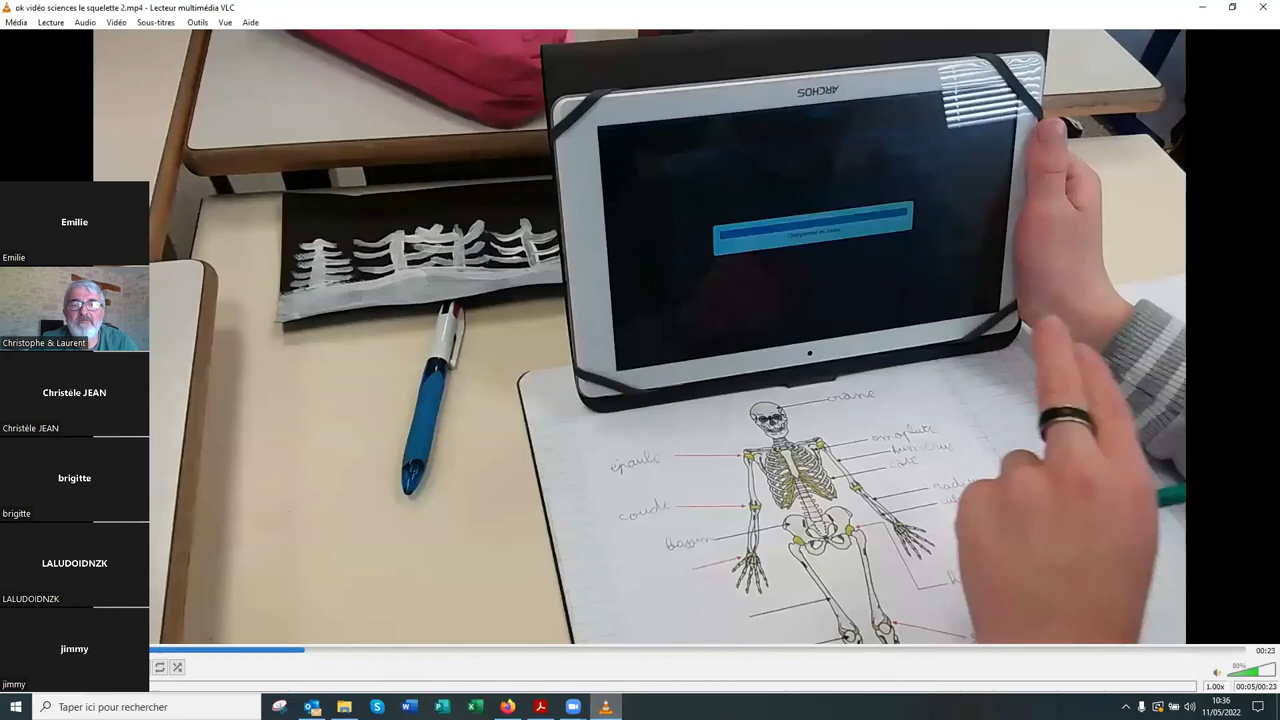 ok vidéo sciences le squelette 2.mp4 - Lecteur multimédia VLC
Média Lecture Audio Vidéo Sous-titres Outils Vue Aide
ARCHOS
Emilie
Emilie
Christophe & Laurent
Christèle JEAN
Christèle JEAN
brigitte
brigitte
LALUDOIDNZK
LALUDOIDNZK
jimmy
jimmy
crane
omoplate
humérus
épaule
côte
coude
bassin
00:23
80%
1.00x 00:05/00:23
Taper ici pour rechercher
10:36
11/05/2022